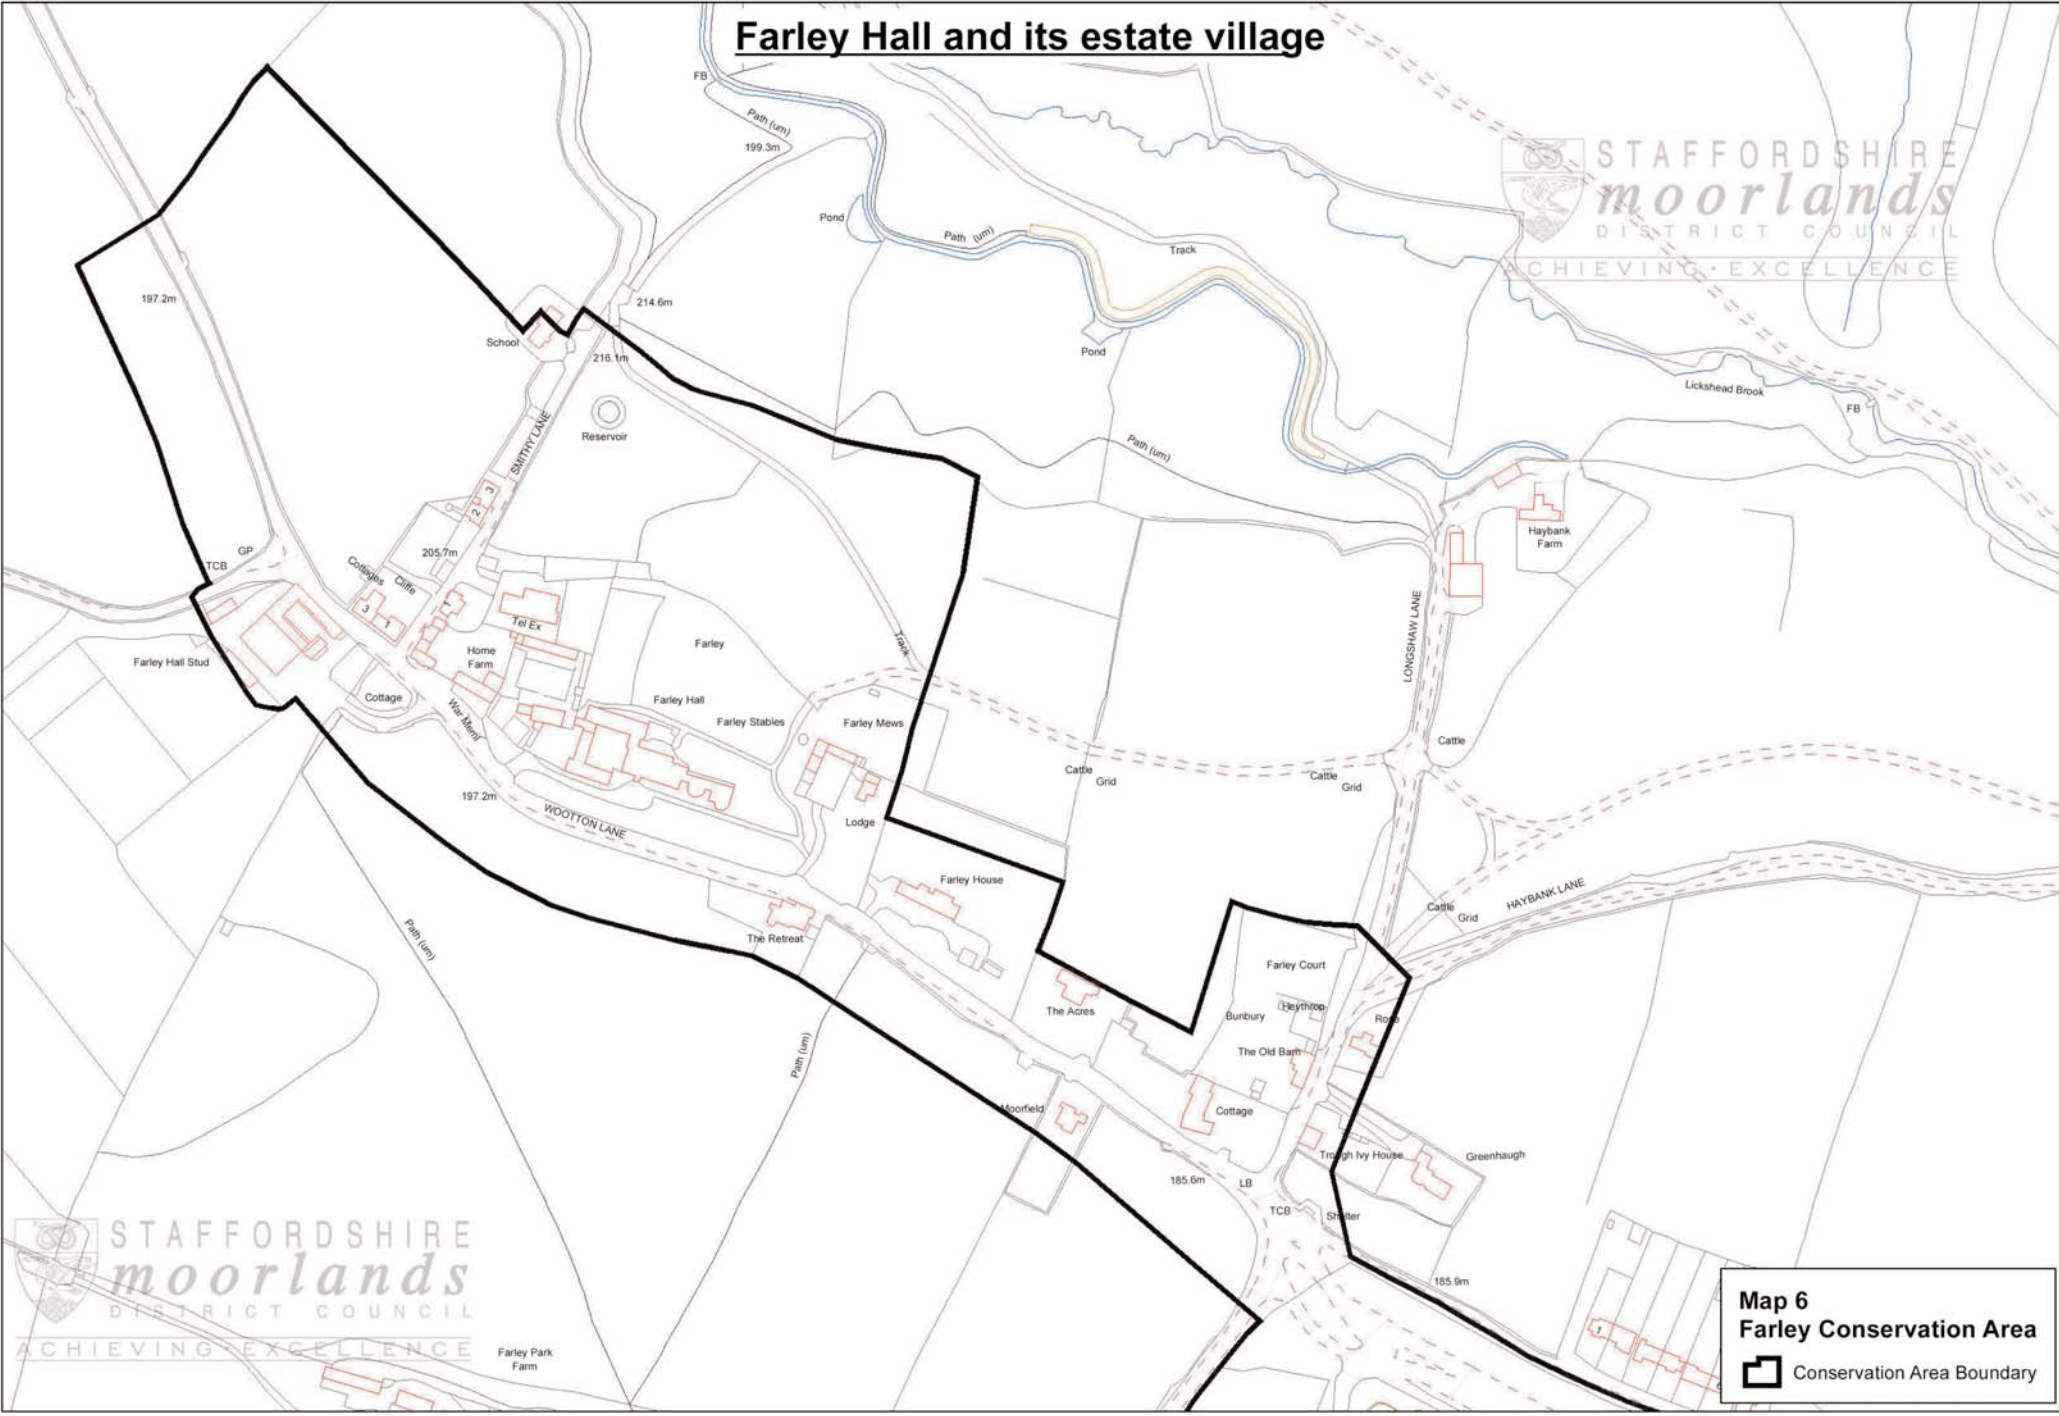 Farley Hall and its estate village
FB
Path (um)
199.3m
STAFFORDSHIRE
moorlands
DISTRICT COUNCIL
ACHIEVING · EXCELLENCE
Pond
Path (um)
Track
197.2m
214.6m
School
216.1m
Pond
Lickshead Brook
FB
Reservoir
SMITHY LANE
Path (um)
3
2
Haybank
Farm
205.7m
GP
TCB
Cottages
Cliffe
3
1
1
Tel Ex
LONGSHAW LANE
Track
Farley
Home
Farm
Farley Hall Stud
Cottage
War Meml
Farley Hall
Farley Stables
Farley Mews
Cattle
Cattle
Grid
Cattle
Grid
197.2m
WOOTTON LANE
Lodge
Farley House
HAYBANK LANE
Cattle
Grid
Path (um)
The Retreat
Farley Court
The Acres
Heythrop
Bunbury
Rose
The Old Barn
Path (um)
Moorfield
Cottage
Trough Ivy House
Greenhaugh
185.6m
LB
TCB
Shelter
STAFFORDSHIRE
moorlands
DISTRICT COUNCIL
ACHIEVING · EXCELLENCE
185.9m
Farley Park
Farm
1
Map 6
Farley Conservation Area
Conservation Area Boundary